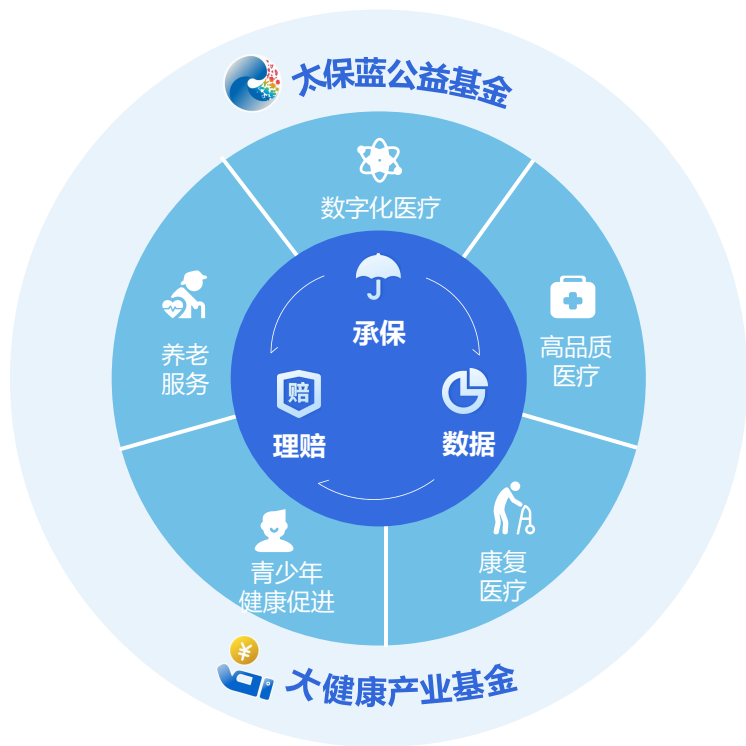 太保蓝公益基金
数字化医疗
承保
养老
服务
高品质
医疗
赔
理赔
数据
青少年
健康促进
康复
医疗
¥
大健康产业基金